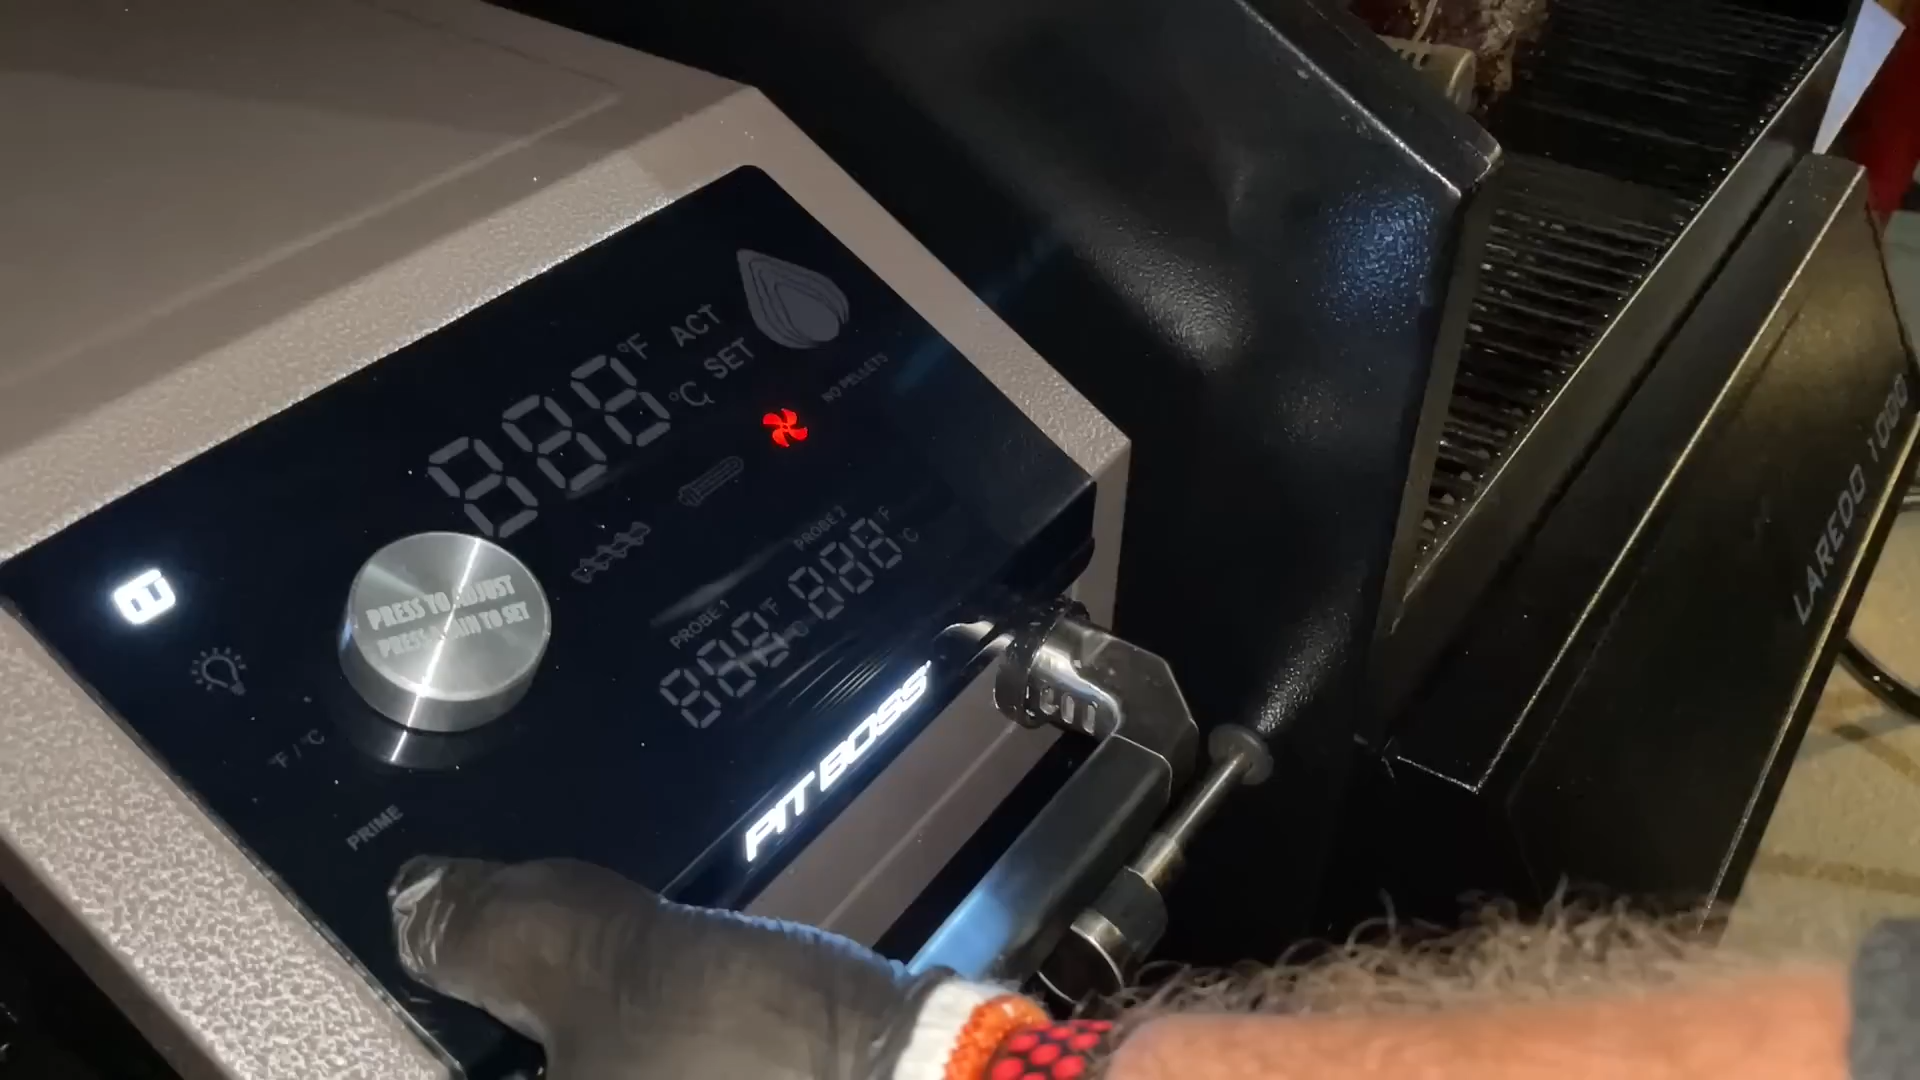 888 °F ACT
°C SET
NO PELLETS
PRESS TO ADJUST
PRESS AGAIN TO SET
PROBE 1
888 °F
°C
PROBE 2
888 °F
°C
°F / °C
PRIME
PIT BOSS
LAREDO 1000